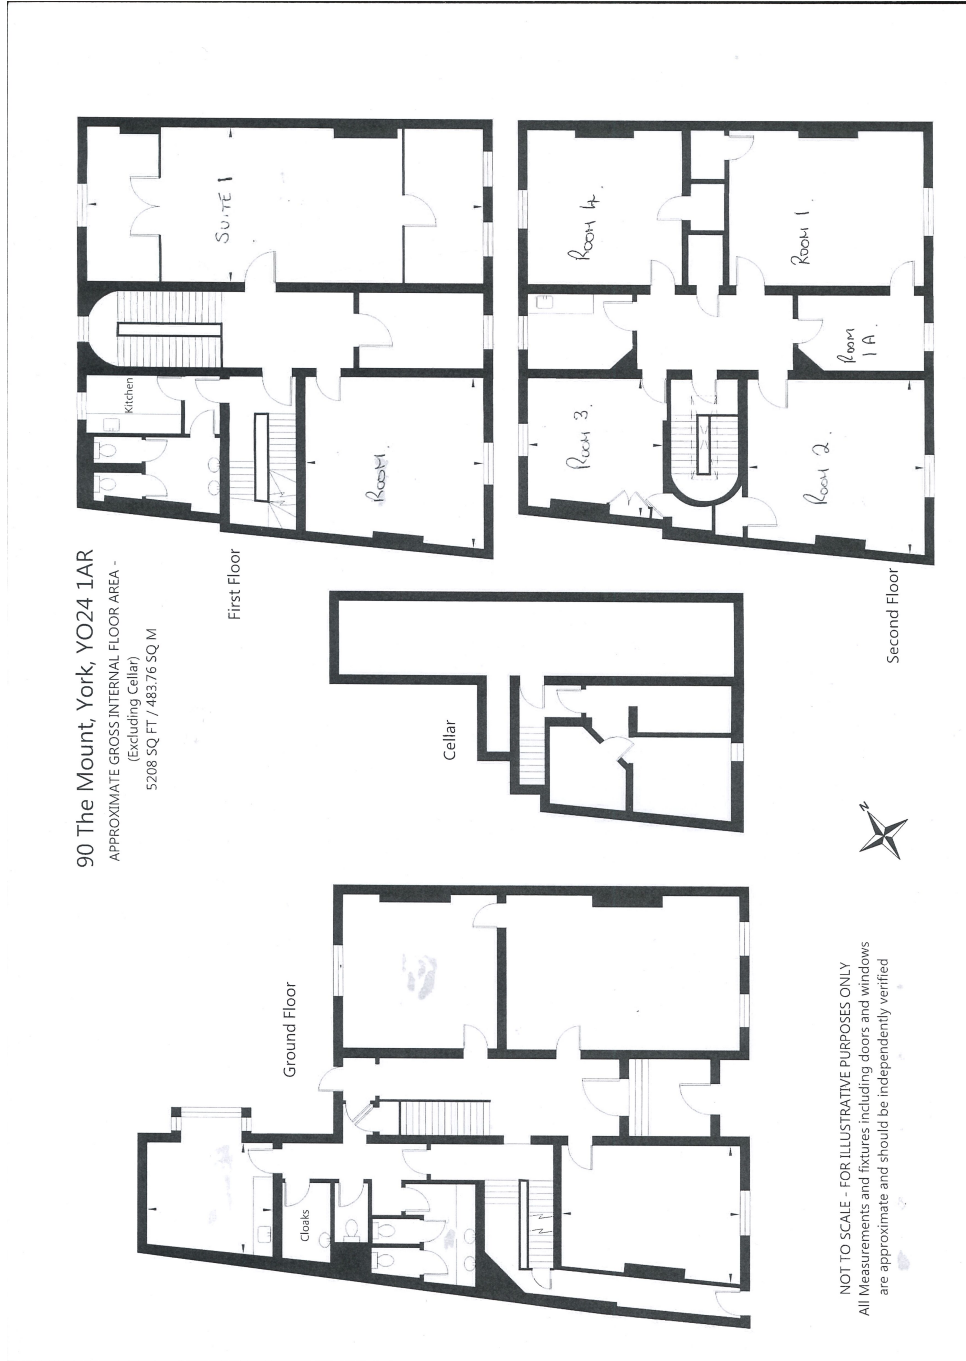 90 The Mount, York, YO24 1AR
APPROXIMATE GROSS INTERNAL FLOOR AREA -
(Excluding Cellar)
5208 SQ FT / 483.76 SQ M
Ground Floor
Cloaks
Cellar
First Floor
Kitchen
SUITE 1
ROOM
Second Floor
ROOM 4.
ROOM 1
ROOM
1A.
ROOM 3.
ROOM 2
N
NOT TO SCALE - FOR ILLUSTRATIVE PURPOSES ONLY
All Measurements and fixtures including doors and windows
are approximate and should be independently verified